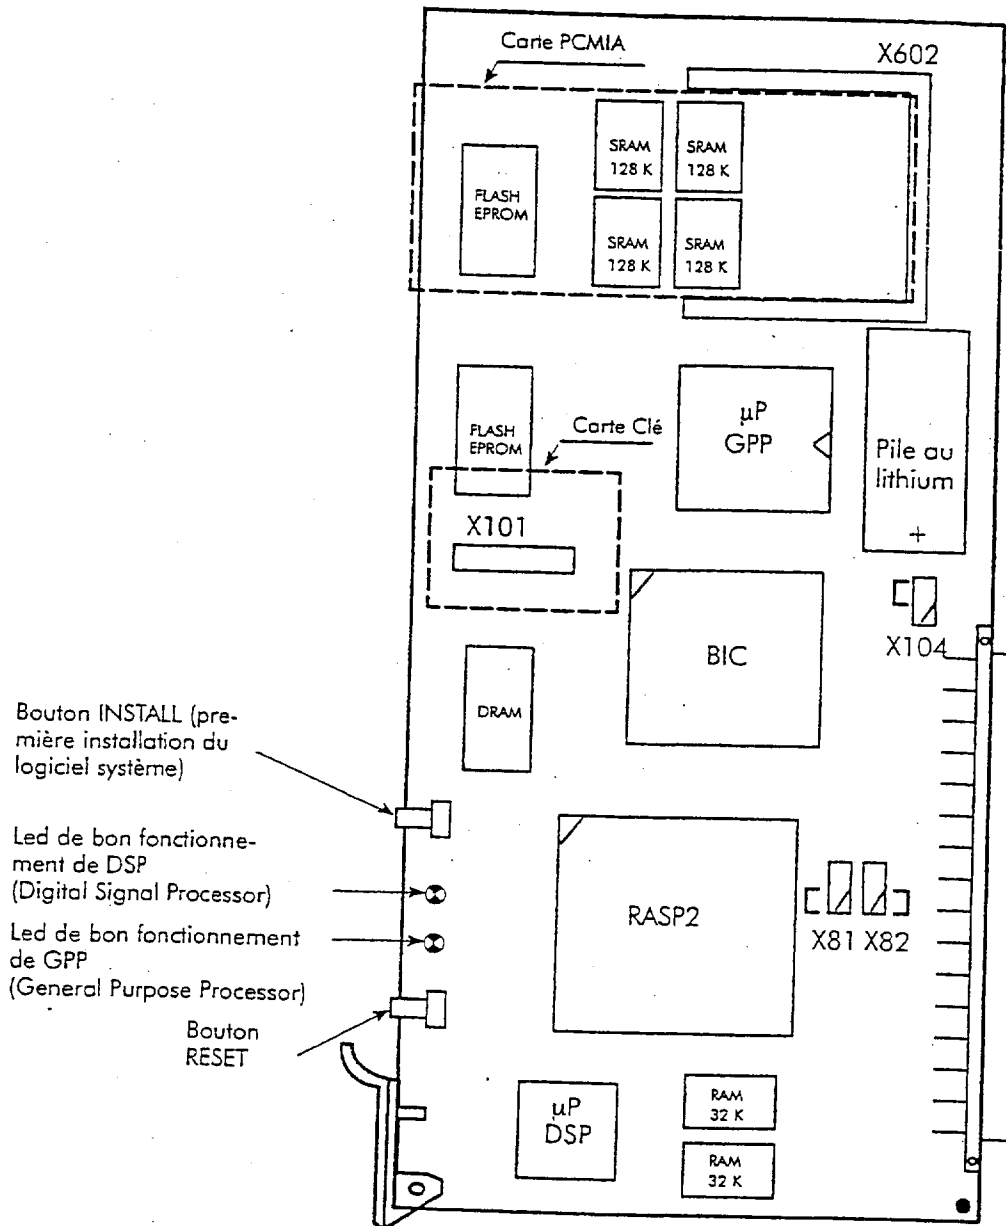 Carte PCMIA
X602
SRAM
128 K
SRAM
128 K
FLASH
EPROM
SRAM
128 K
SRAM
128 K
FLASH
EPROM
Carte Clé
µP
GPP
Pile au
lithium
+
X101
BIC
X104
DRAM
Bouton INSTALL (pre-
mière installation du
logiciel système)
Led de bon fonctionne-
ment de DSP
(Digital Signal Processor)
Led de bon fonctionnement
de GPP
(General Purpose Processor)
Bouton
RESET
RASP2
X81 X82
µP
DSP
RAM
32 K
RAM
32 K